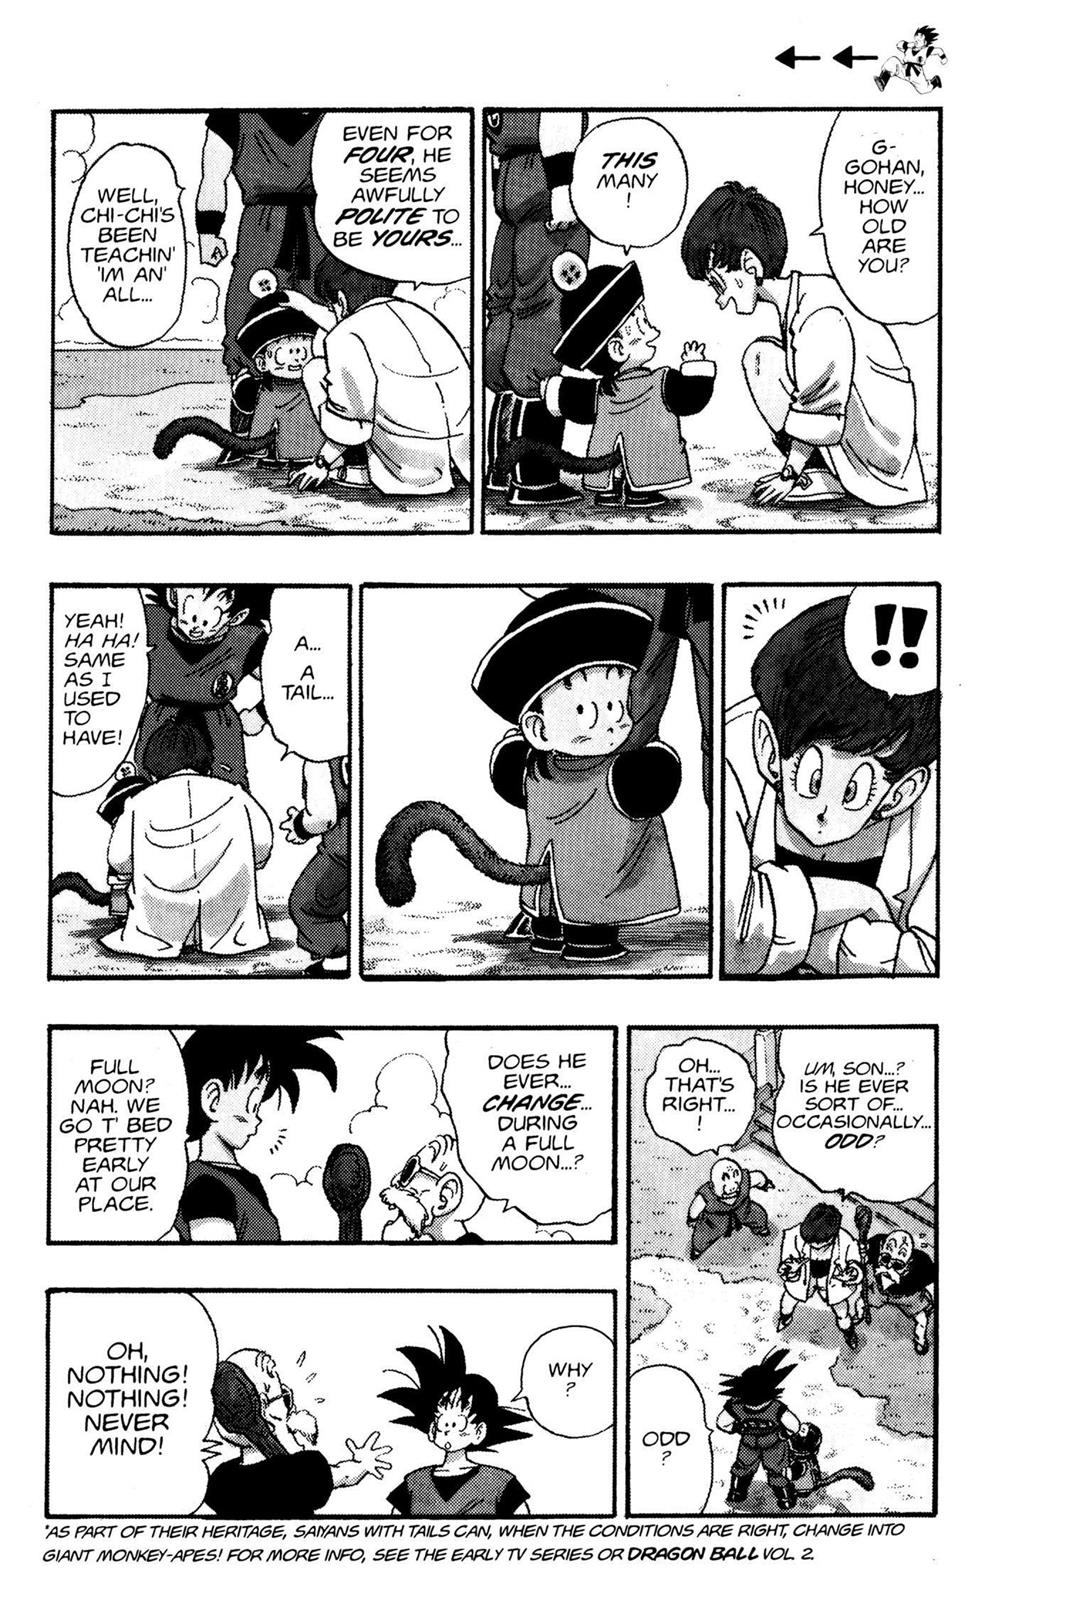 G-
GOHAN,
HONEY...
HOW
OLD
ARE
YOU?
THIS
MANY
!
EVEN FOR
FOUR, HE
SEEMS
AWFULLY
POLITE TO
BE YOURS...
WELL,
CHI-CHI'S
BEEN
TEACHIN'
'IM AN'
ALL...
!!
A...
A
TAIL...
YEAH!
HA HA!
SAME
AS I
USED
TO
HAVE!
UM, SON...?
IS HE EVER
SORT OF...
OCCASIONALLY...
ODD?
OH...
THAT'S
RIGHT...
!
ODD
?
DOES HE
EVER...
CHANGE...
DURING
A FULL
MOON...?
FULL
MOON?
NAH. WE
GO T' BED
PRETTY
EARLY
AT OUR
PLACE.
WHY
?
OH,
NOTHING!
NOTHING!
NEVER
MIND!
*AS PART OF THEIR HERITAGE, SAIYANS WITH TAILS CAN, WHEN THE CONDITIONS ARE RIGHT, CHANGE INTO
GIANT MONKEY-APES! FOR MORE INFO, SEE THE EARLY TV SERIES OR DRAGON BALL VOL. 2.